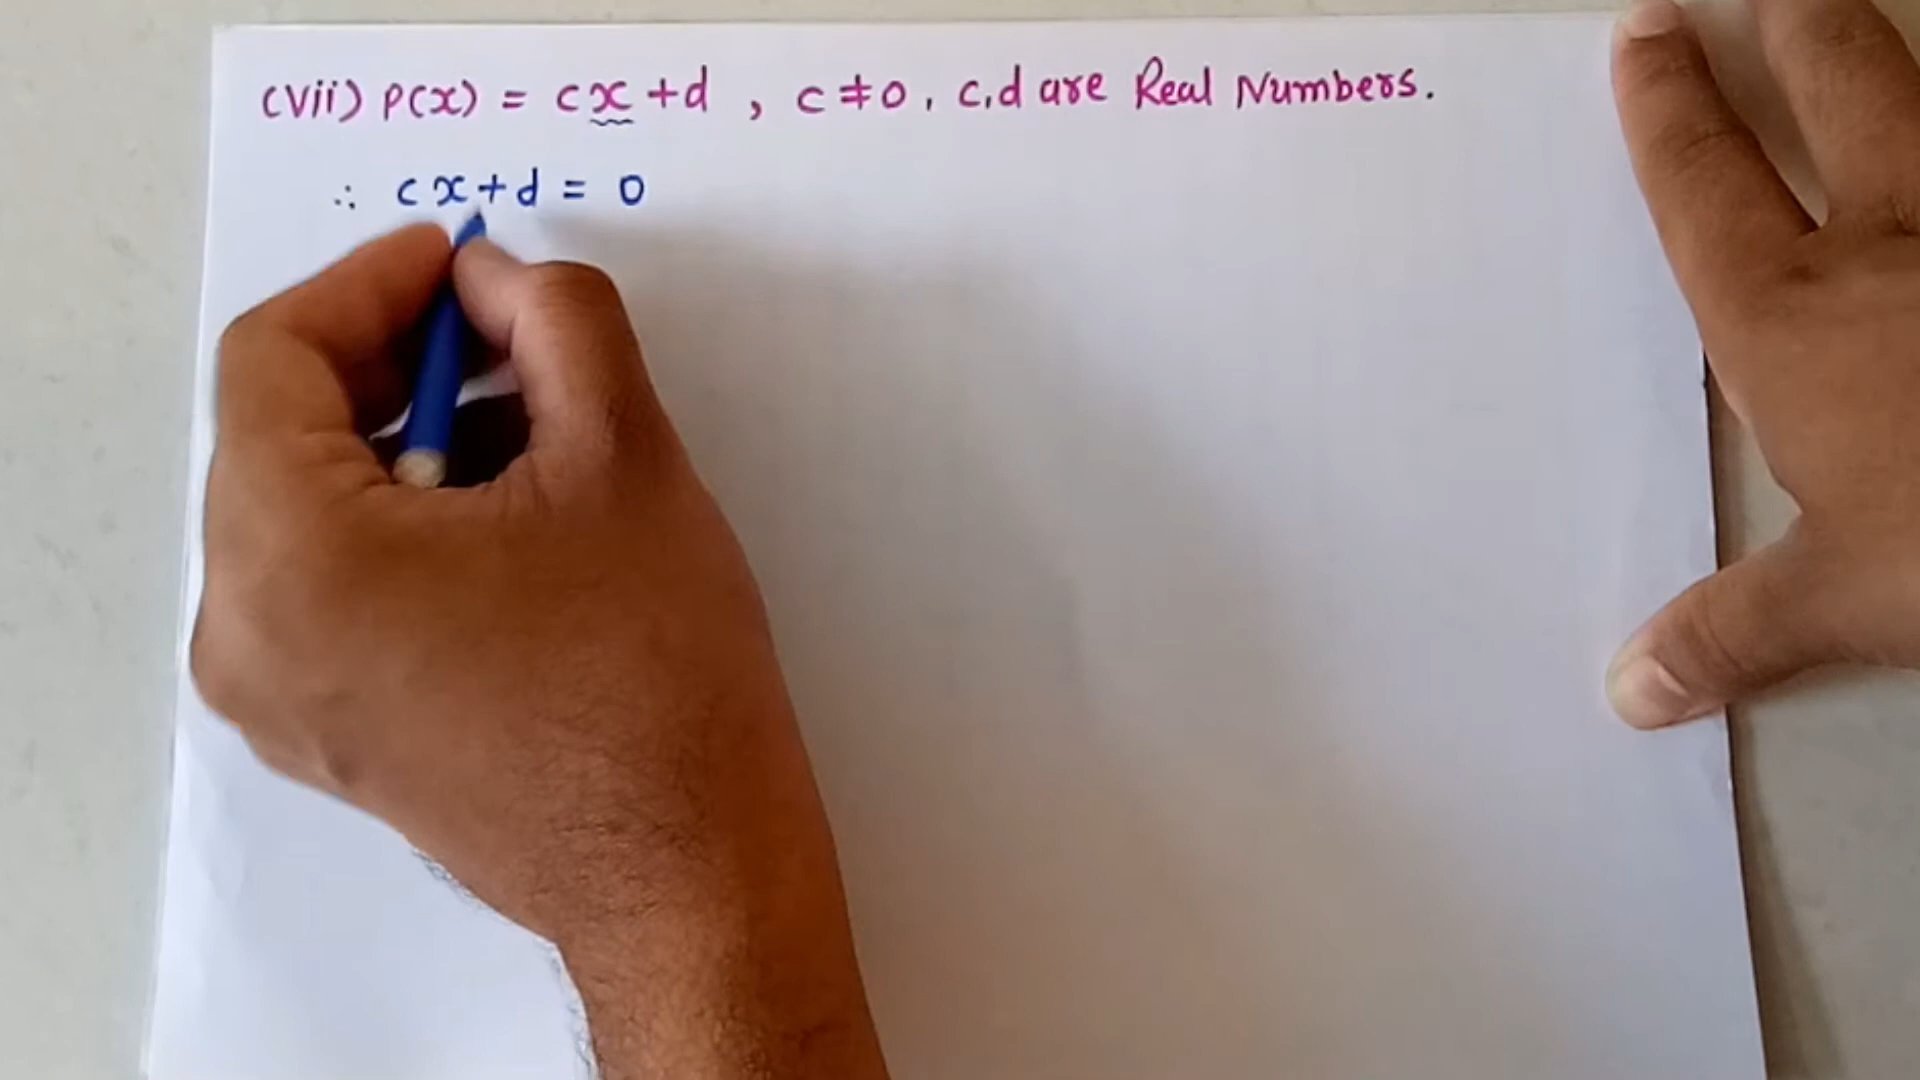 (vii) P(x) = cx + d , c ≠ 0 , c,d are Real Numbers.
∴ cx + d = 0